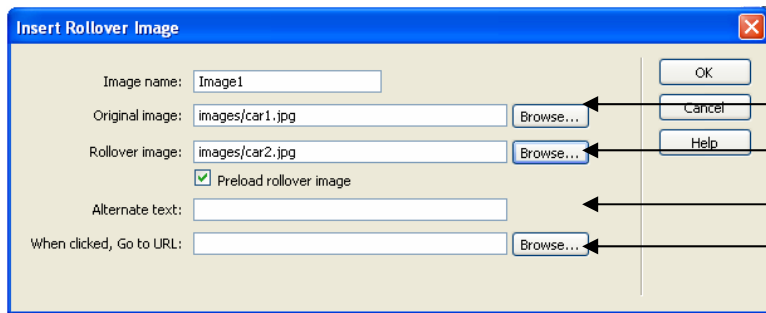 Insert Rollover Image
Image name: Image1
OK
Original image: images/car1.jpg Browse...
Cancel
Rollover image: images/car2.jpg Browse...
Help
Preload rollover image
Alternate text:
When clicked, Go to URL: Browse...